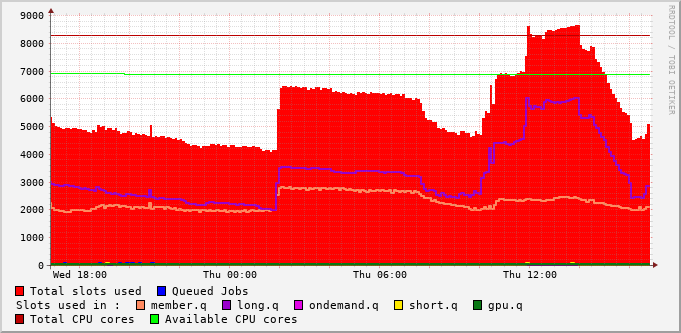 9000
8000
7000
6000
5000
4000
3000
2000
1000
0
Wed 18:00 Thu 00:00 Thu 06:00 Thu 12:00
RRDTOOL / TOBI OETIKER
Total slots used Queued Jobs
Slots used in : member.q long.q ondemand.q short.q gpu.q
Total CPU cores Available CPU cores